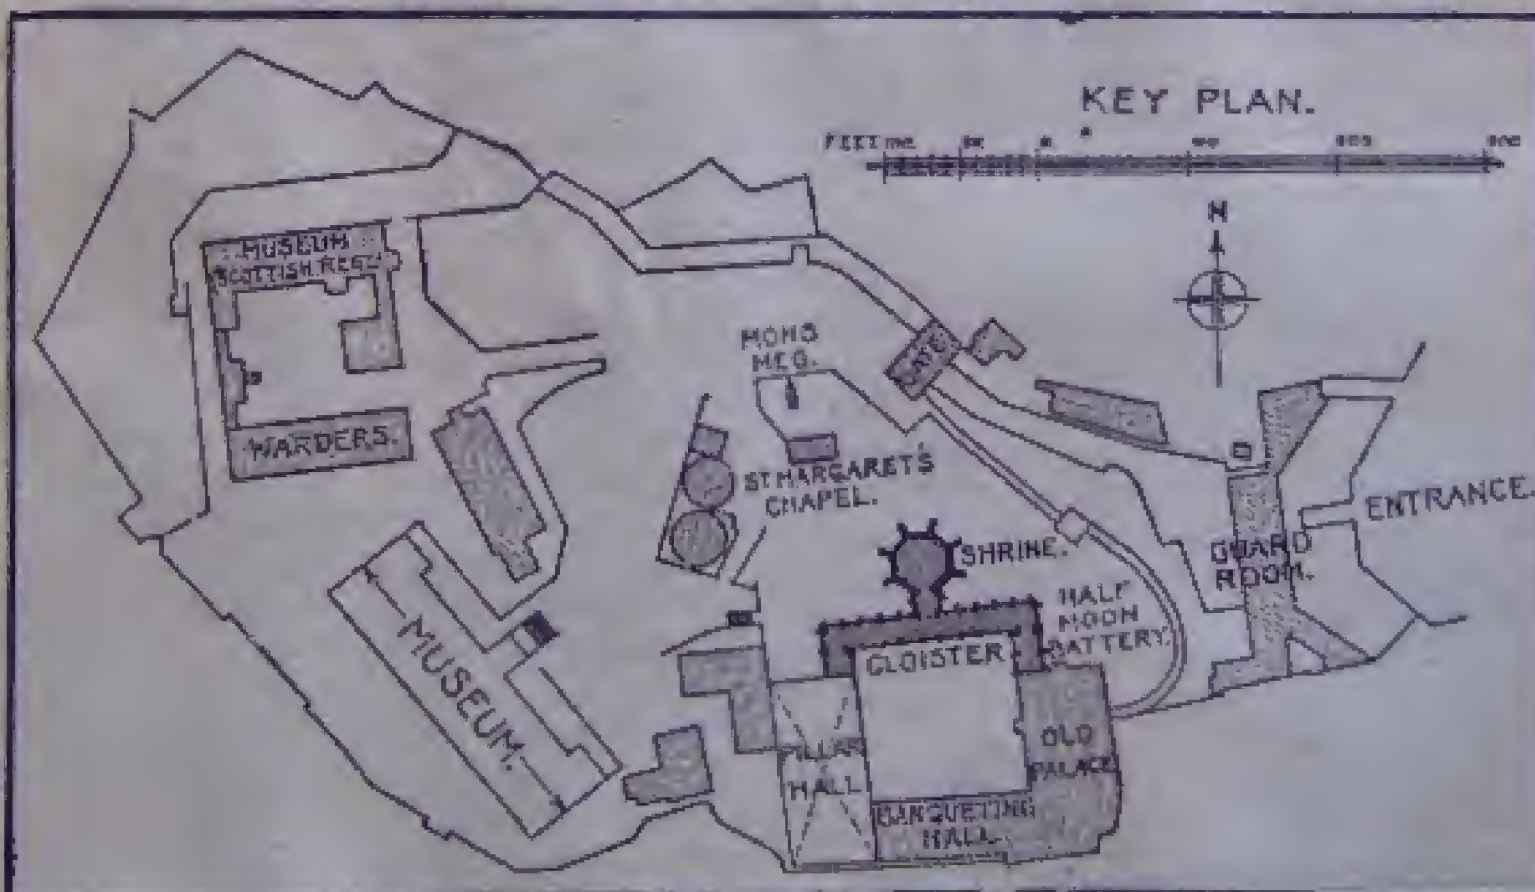 KEY PLAN.
FEET
N
MUSEUM
SCOTTISH REGT
MONS
MEG.
GATE
WARDERS.
ST MARGARET'S
CHAPEL.
ENTRANCE.
SHRINE.
GUARD
ROOM.
HALF
MOON
BATTERY.
CLOISTER
MUSEUM.
PILLAR
HALL
OLD
PALACE
BANQUETING
HALL.